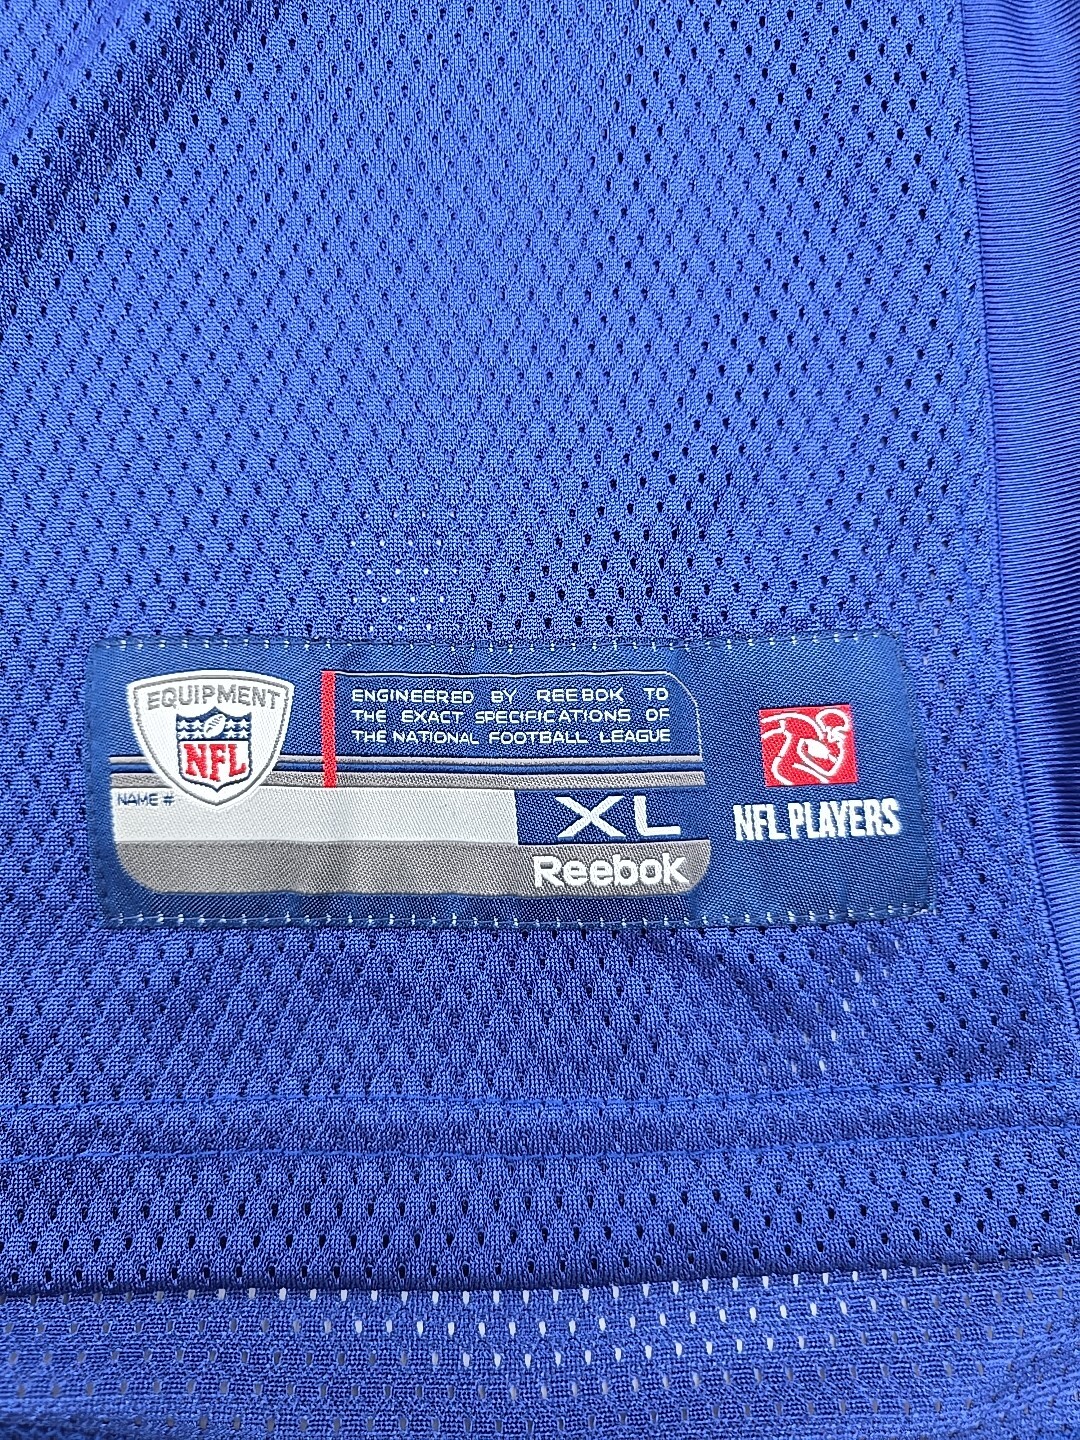 EQUIPMENT
NFL
ENGINEERED BY REEBOK TO
THE EXACT SPECIFICATIONS OF
THE NATIONAL FOOTBALL LEAGUE
NAME #
XL
Reebok
NFL PLAYERS